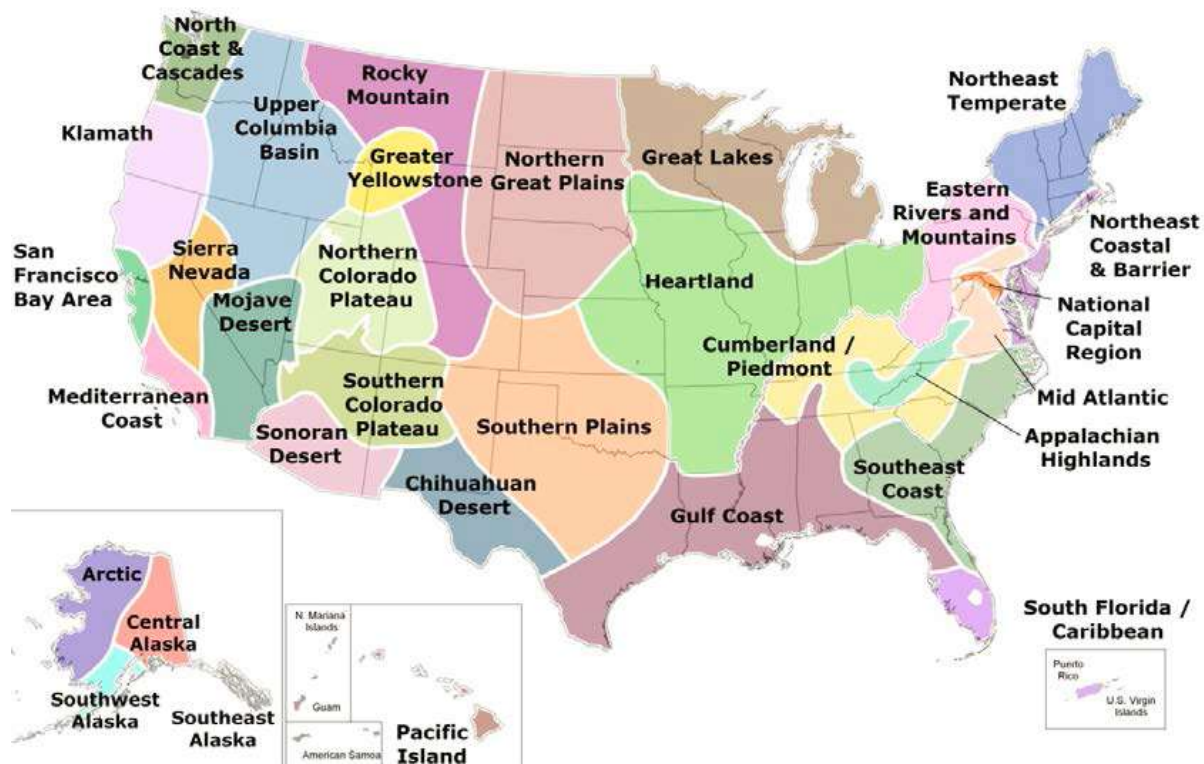 North
Coast &
Cascades
Rocky
Mountain
Northeast
Temperate
Klamath
Upper
Columbia
Basin
Greater
Yellowstone
Northern
Great Plains
Great Lakes
Eastern
Rivers and
Mountains
Northeast
Coastal
& Barrier
San
Francisco
Bay Area
Sierra
Nevada
Northern
Colorado
Plateau
Heartland
Mojave
Desert
National
Capital
Region
Cumberland /
Piedmont
Mediterranean
Coast
Southern
Colorado
Plateau
Mid Atlantic
Sonoran
Desert
Southern Plains
Appalachian
Highlands
Chihuahuan
Desert
Southeast
Coast
Gulf Coast
Arctic
Central
Alaska
Southwest
Alaska
Southeast
Alaska
N. Mariana
Islands
Guam
American Samoa
Pacific
Island
South Florida /
Caribbean
Puerto
Rico
U.S. Virgin
Islands